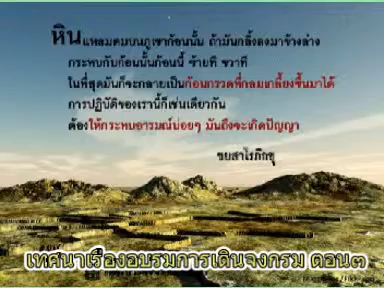 หินแหลมคมบนภูเขาก้อนนั้น ถ้ามันกลิ้งลงมาข้างล่าง
กระทบกับก้อนนั้นก้อนนี้ ซ้ายที ขวาที
ในที่สุดมันก็จะกลายเป็นก้อนกรวดที่กลมเกลี้ยงขึ้นมาได้
การปฏิบัติของเรานี้ก็เช่นเดียวกัน
ต้องให้กระทบอารมณ์บ่อยๆ มันถึงจะเกิดปัญญา
ชยสาโรภิกขุ
เทศนาเรื่องอบรมการเดินจงกรม ตอน๓